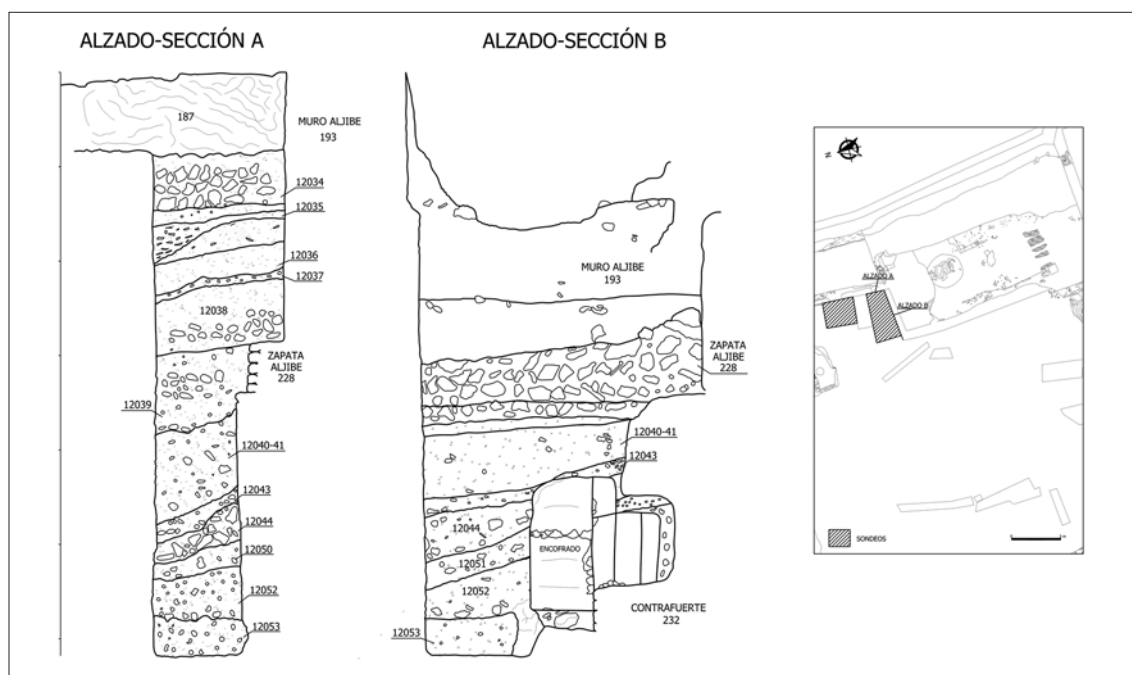 ALZADO-SECCIÓN A
187
MURO ALJIBE
193
12034
12035
12036
12037
12038
ZAPATA
ALJIBE
228
12039
12040-41
12043
12044
12050
12052
12053
ALZADO-SECCIÓN B
MURO ALJIBE
193
ZAPATA
ALJIBE
228
12040-41
12043
12044
ENCOFRADO
12051
12052
CONTRAFUERTE
232
12053
N
ALZADO A
ALZADO B
SONDEOS